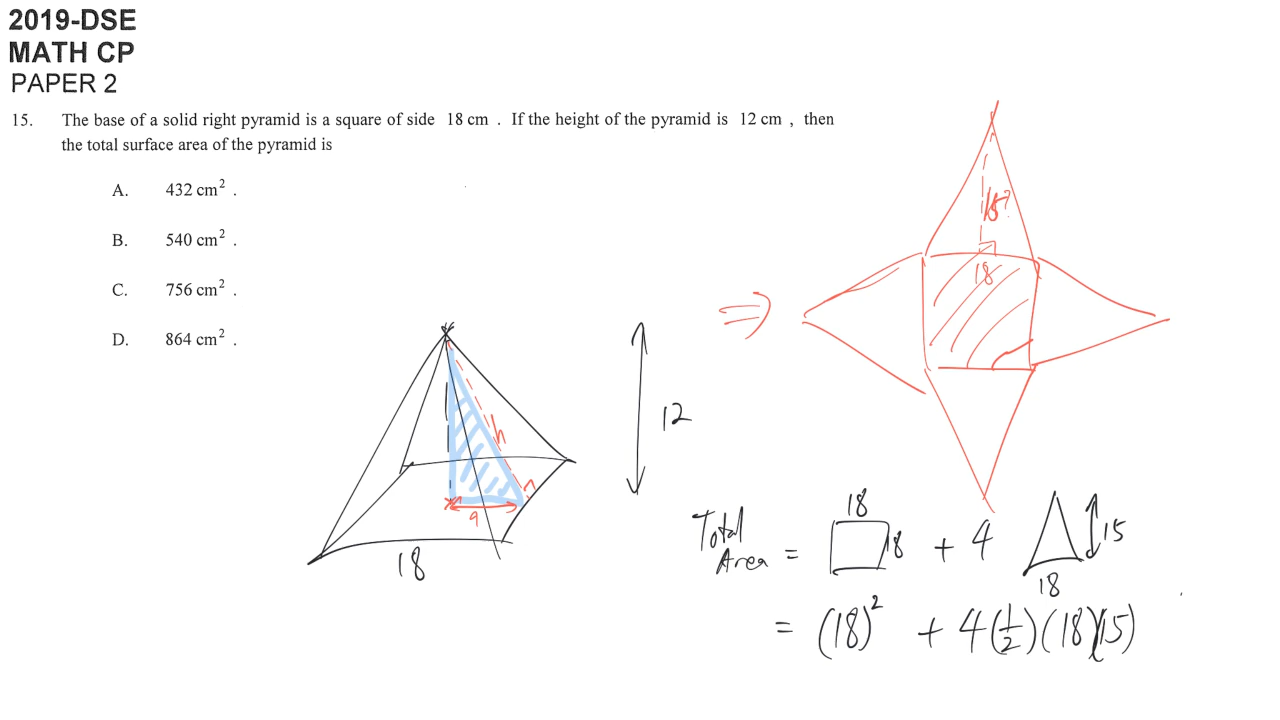 2019-DSE
MATH CP
PAPER 2
15. The base of a solid right pyramid is a square of side 18 cm . If the height of the pyramid is 12 cm , then
the total surface area of the pyramid is
A. 432 cm² .
B. 540 cm² .
C. 756 cm² .
D. 864 cm² .
h
9
18
12
⇒
15?
18
Total Area = 18 18 + 4 18 15
= (18)² + 4(1/2)(18)(15)